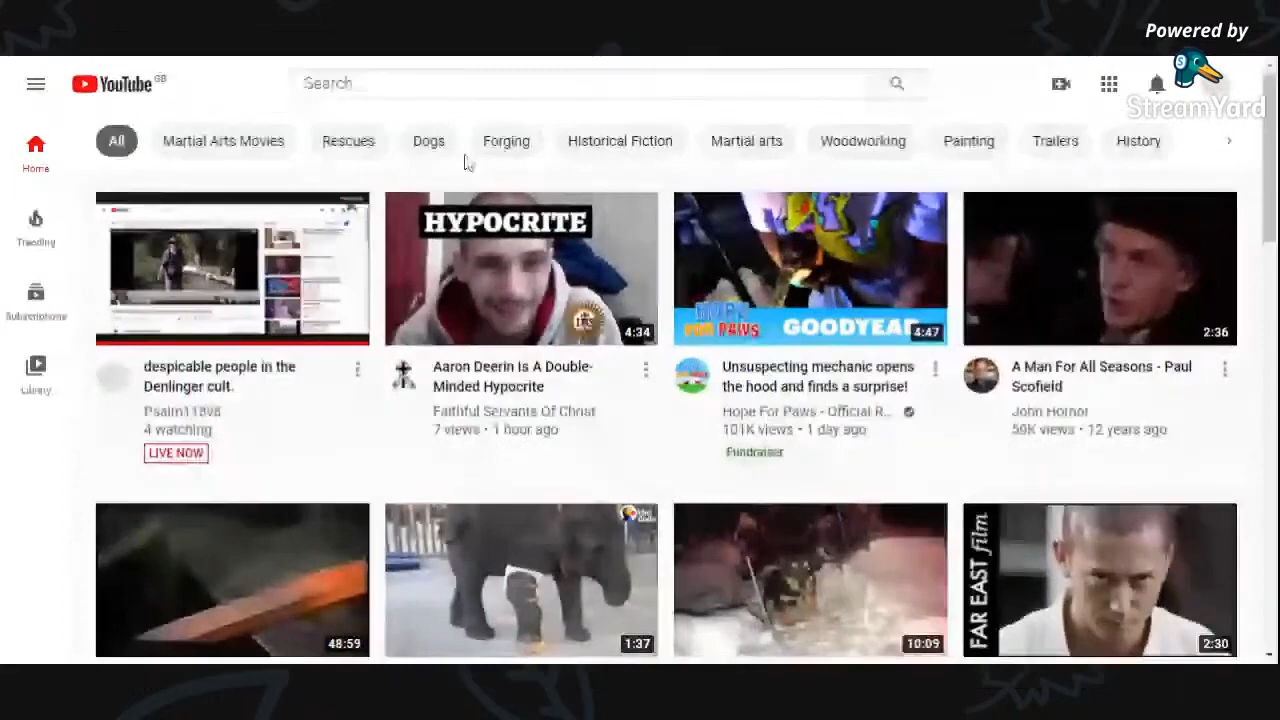 Powered by
StreamYard
YouTube GB
Search
All
Martial Arts Movies
Rescues
Dogs
Forging
Historical Fiction
Martial arts
Woodworking
Painting
Trailers
History
Home
Trending
Subscriptions
Library
HYPOCRITE
4:34
GOODYEAR
4:47
2:36
despicable people in the
Denlinger cult.
Psalm118v8
4 watching
LIVE NOW
Aaron Deerin Is A Double-
Minded Hypocrite
Faithful Servants Of Christ
7 views • 1 hour ago
Unsuspecting mechanic opens
the hood and finds a surprise!
Hope For Paws - Official R...
101K views • 1 day ago
Fundraiser
A Man For All Seasons - Paul
Scofield
59K views • 12 years ago
48:59
1:37
10:09
FAR EAST film
2:30